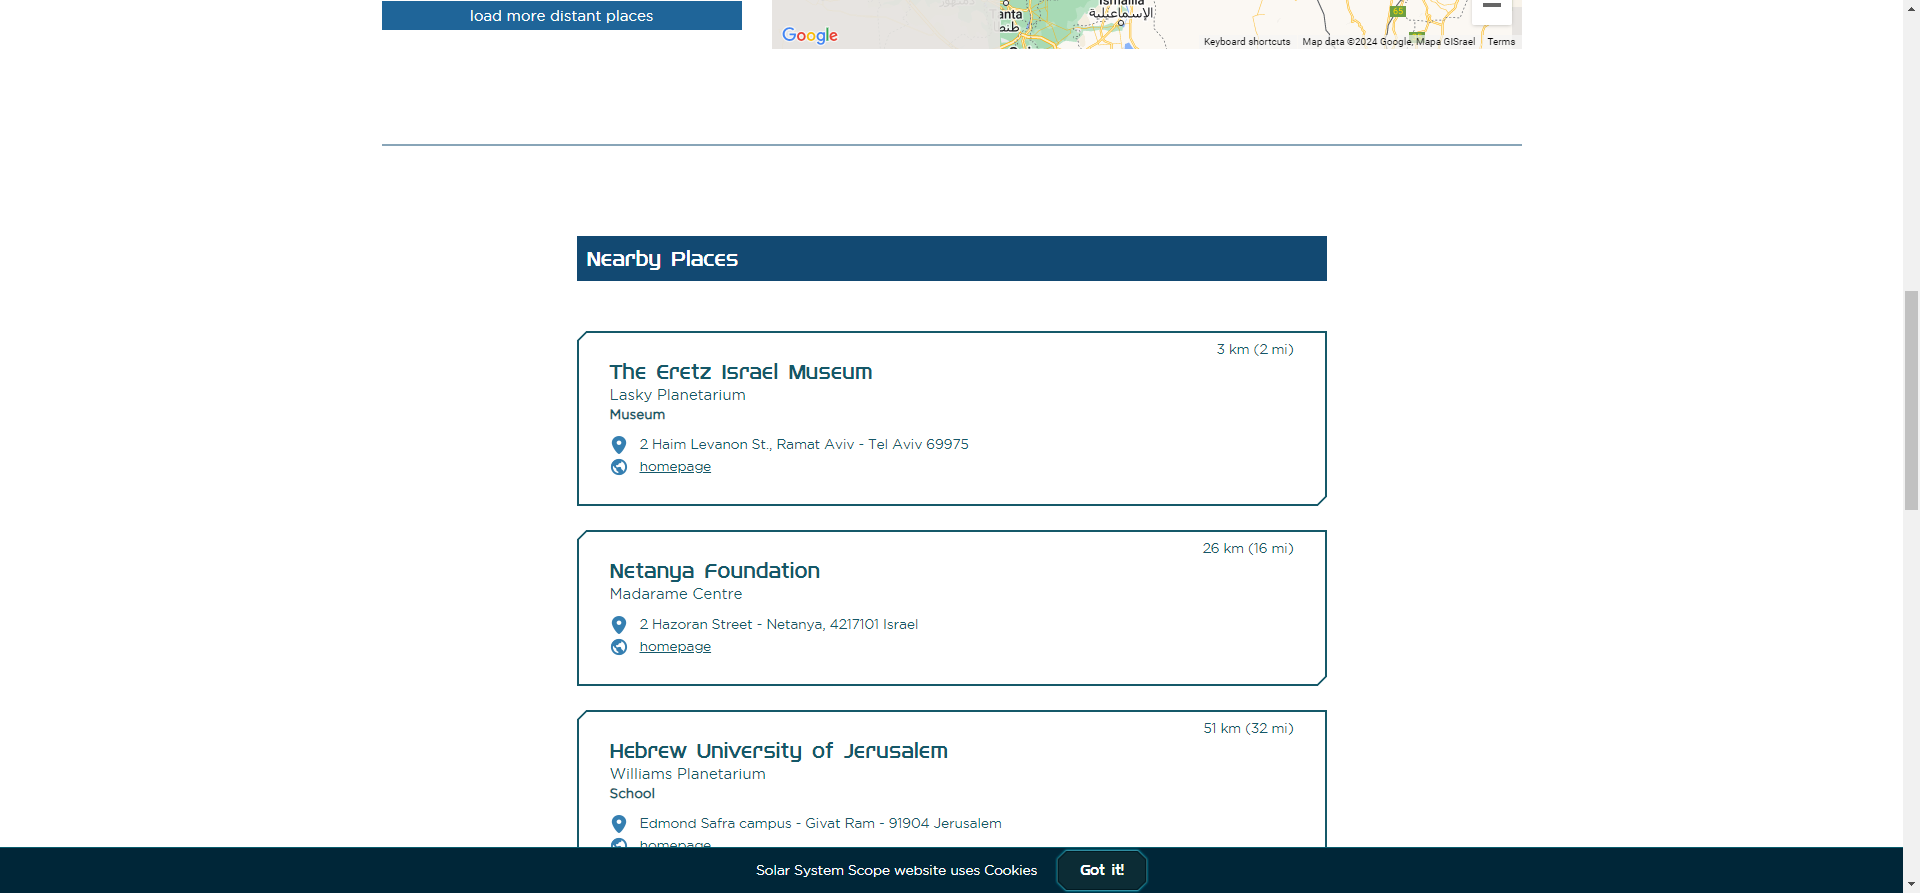 load more distant places
anta
طنط
الإسماعيلية
65
Google
Keyboard shortcuts
Map data ©2024 Google, Mapa GISrael
Terms
Nearby Places
3 km (2 mi)
The Eretz Israel Museum
Lasky Planetarium
Museum
2 Haim Levanon St., Ramat Aviv - Tel Aviv 69975
homepage
26 km (16 mi)
Netanya Foundation
Madarame Centre
2 Hazoran Street - Netanya, 4217101 Israel
homepage
51 km (32 mi)
Hebrew University of Jerusalem
Williams Planetarium
School
Edmond Safra campus - Givat Ram - 91904 Jerusalem
homepage
Solar System Scope website uses Cookies
Got it!